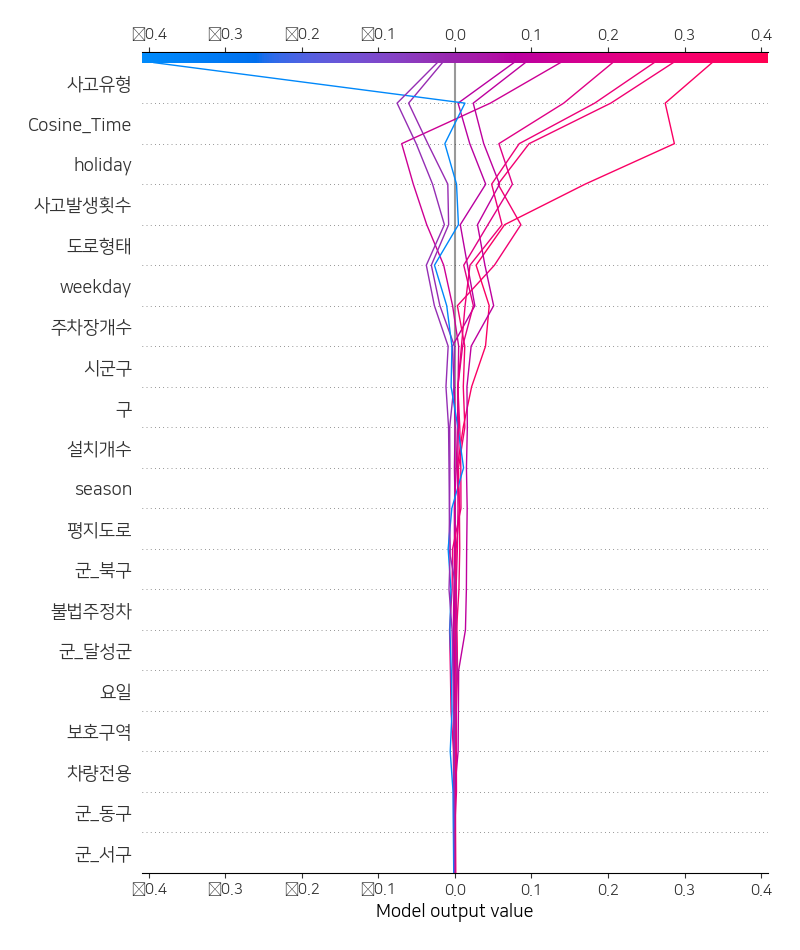 0.4 0.3 0.2 0.1 0.0 0.1 0.2 0.3 0.4
사고유형
Cosine_Time
holiday
사고발생횟수
도로형태
weekday
주차장개수
시군구
구
설치개수
season
평지도로
군_북구
불법주정차
군_달성군
요일
보호구역
차량전용
군_동구
군_서구
0.4 0.3 0.2 0.1 0.0 0.1 0.2 0.3 0.4
Model output value